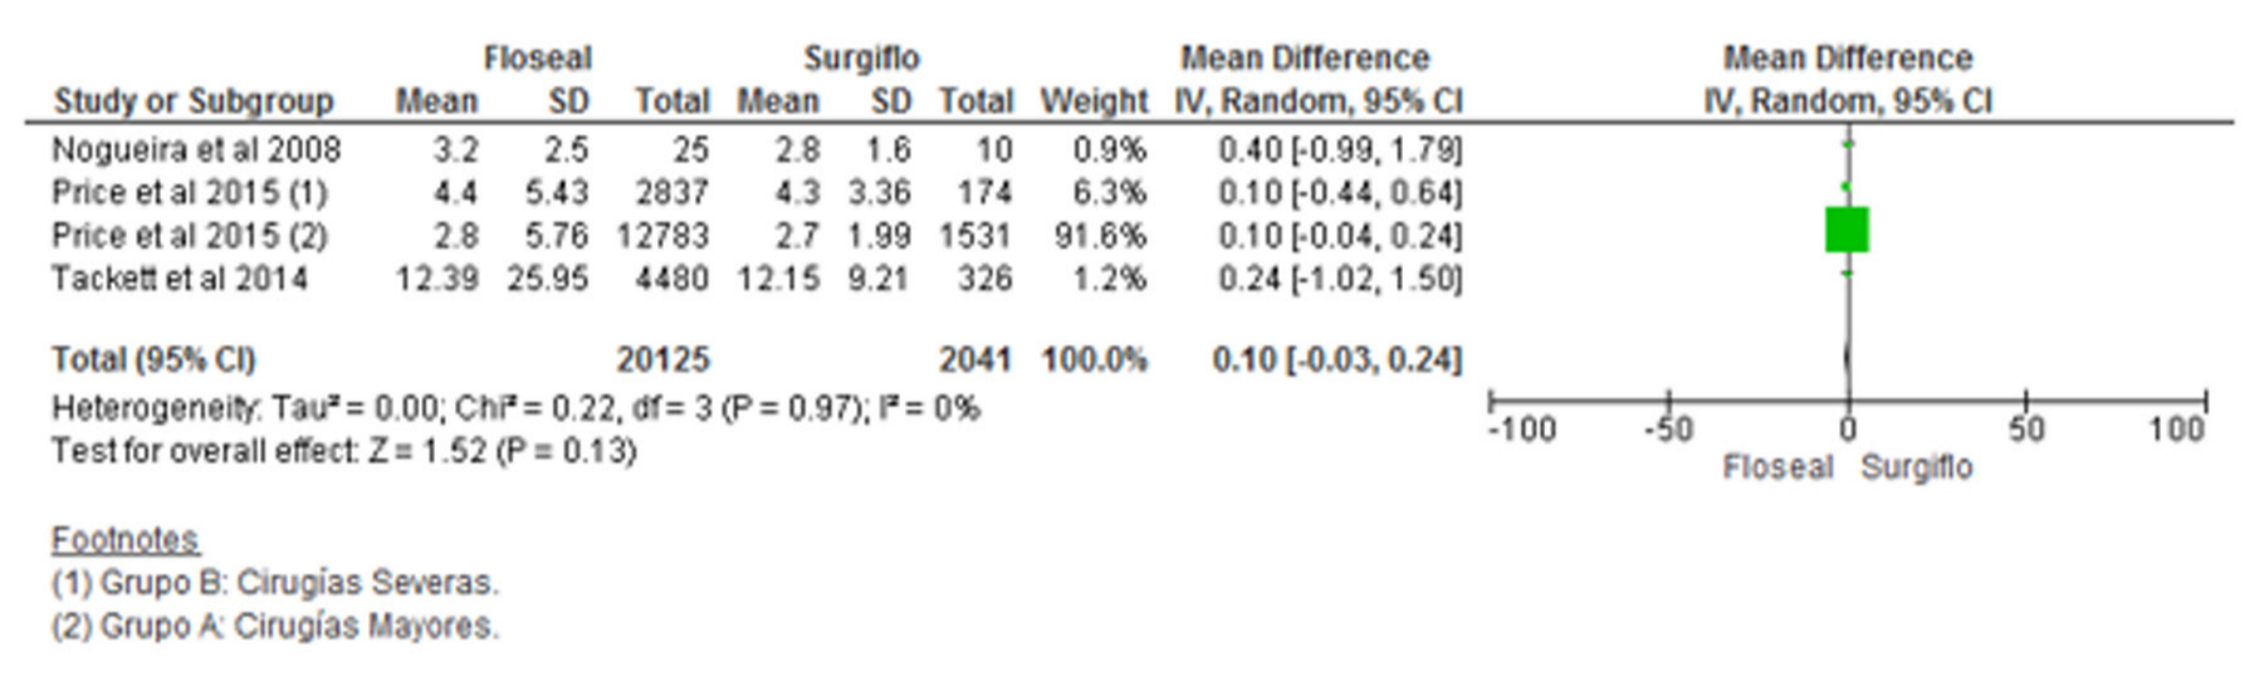 Floseal Surgiflo Mean Difference Mean Difference
Study or Subgroup Mean SD Total Mean SD Total Weight IV, Random, 95% CI IV, Random, 95% CI
Nogueira et al 2008 3.2 2.5 25 2.8 1.6 10 0.9% 0.40 [-0.99, 1.79]
Price et al 2015 (1) 4.4 5.43 2837 4.3 3.36 174 6.3% 0.10 [-0.44, 0.64]
Price et al 2015 (2) 2.8 5.76 12783 2.7 1.99 1531 91.6% 0.10 [-0.04, 0.24]
Tackett et al 2014 12.39 25.95 4480 12.15 9.21 326 1.2% 0.24 [-1.02, 1.50]
Total (95% CI) 20125 2041 100.0% 0.10 [-0.03, 0.24]
Heterogeneity: Tau² = 0.00; Chi² = 0.22, df = 3 (P = 0.97); I² = 0%
Test for overall effect: Z = 1.52 (P = 0.13)
-100 -50 0 50 100
Floseal Surgiflo
Footnotes
(1) Grupo B: Cirugías Severas.
(2) Grupo A: Cirugías Mayores.